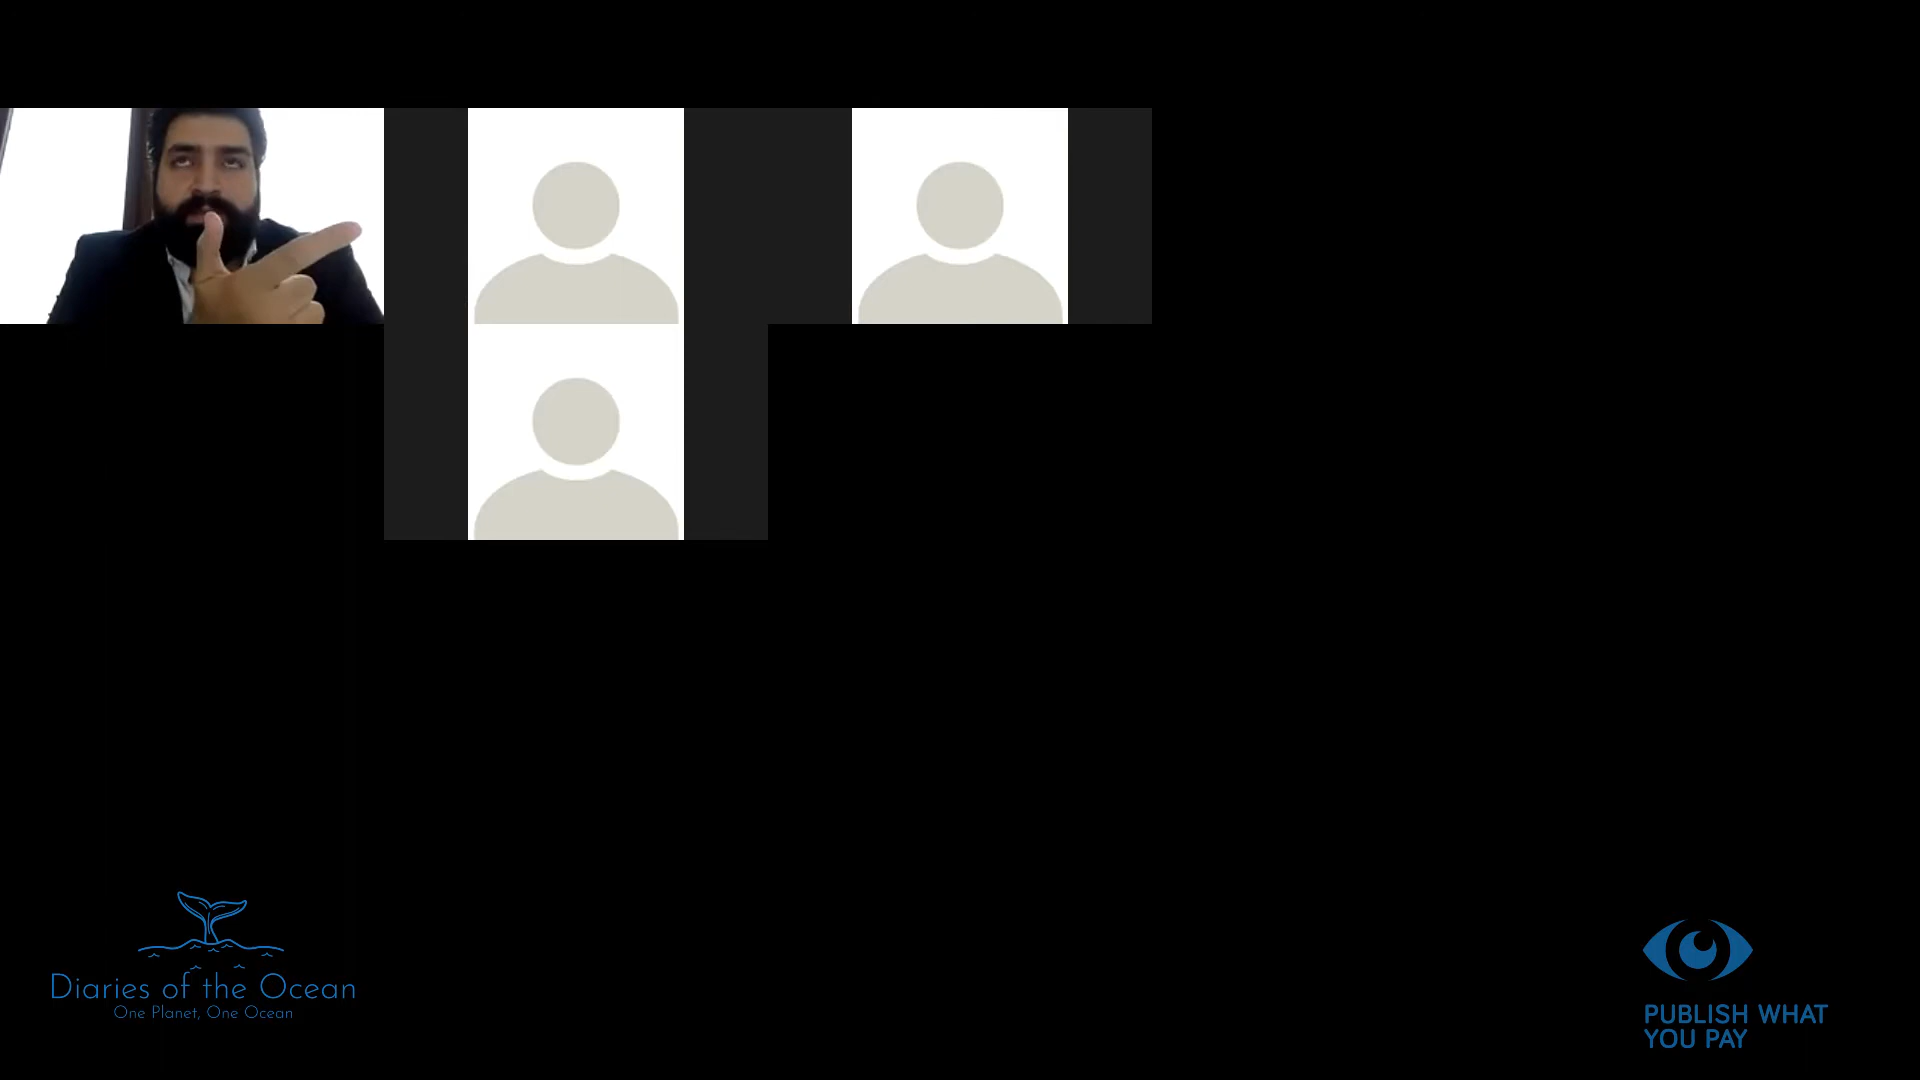 Diaries of the Ocean
One Planet, One Ocean
PUBLISH WHAT
YOU PAY